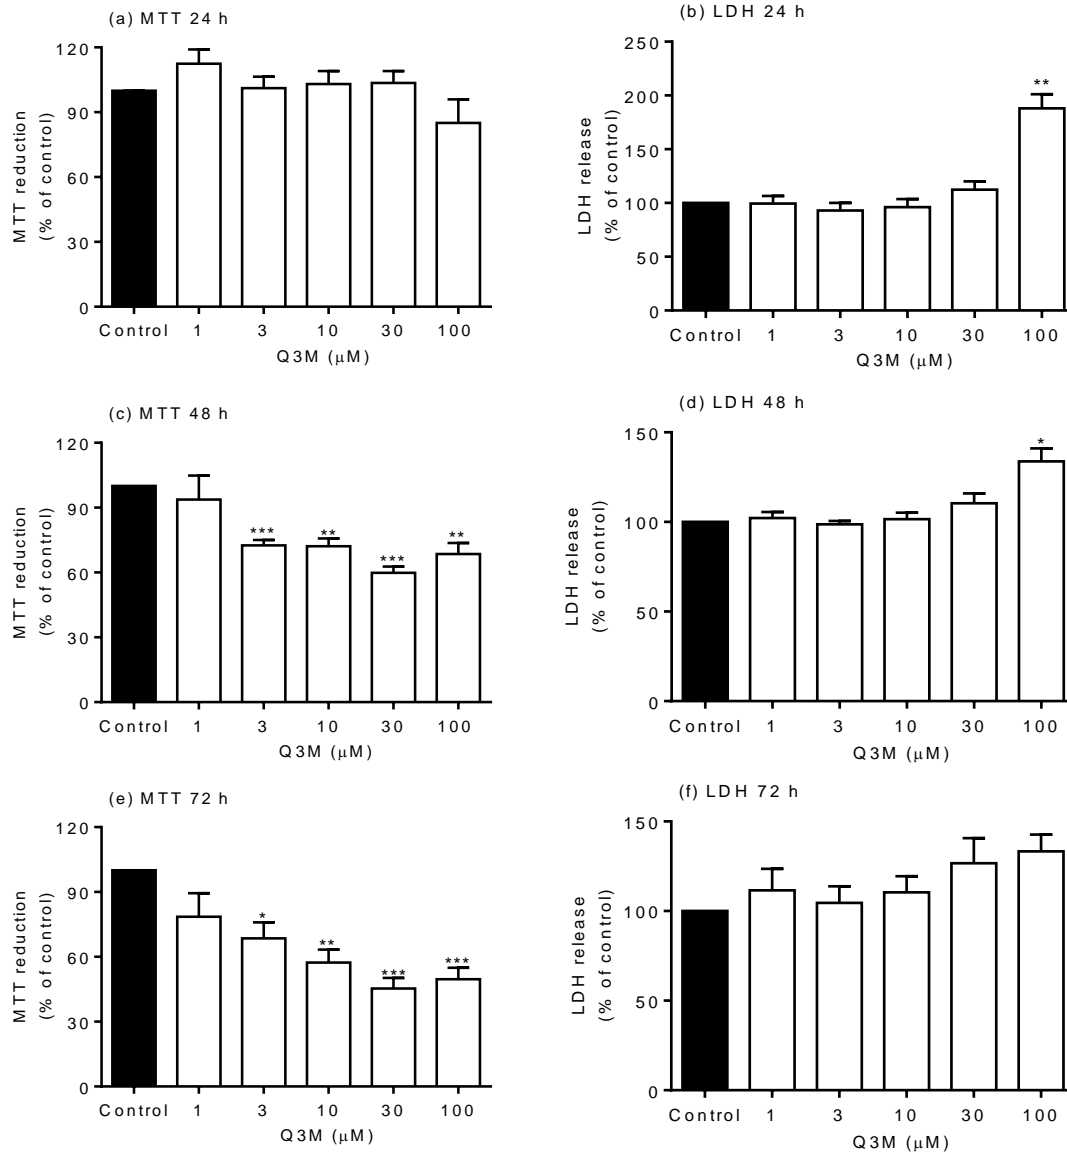 (a) MTT 24 h
MTT reduction
(% of control)
120
90
60
30
0
Control 1 3 10 30 100
Q3M (μM)
(b) LDH 24 h
LDH release
(% of control)
250
200
150
100
50
0
**
Control 1 3 10 30 100
Q3M (μM)
(c) MTT 48 h
MTT reduction
(% of control)
120
90
60
30
0
*** ** *** **
Control 1 3 10 30 100
Q3M (μM)
(d) LDH 48 h
LDH release
(% of control)
150
100
50
0
*
Control 1 3 10 30 100
Q3M (μM)
(e) MTT 72 h
MTT reduction
(% of control)
120
90
60
30
0
* ** *** ***
Control 1 3 10 30 100
Q3M (μM)
(f) LDH 72 h
LDH release
(% of control)
150
100
50
0
Control 1 3 10 30 100
Q3M (μM)